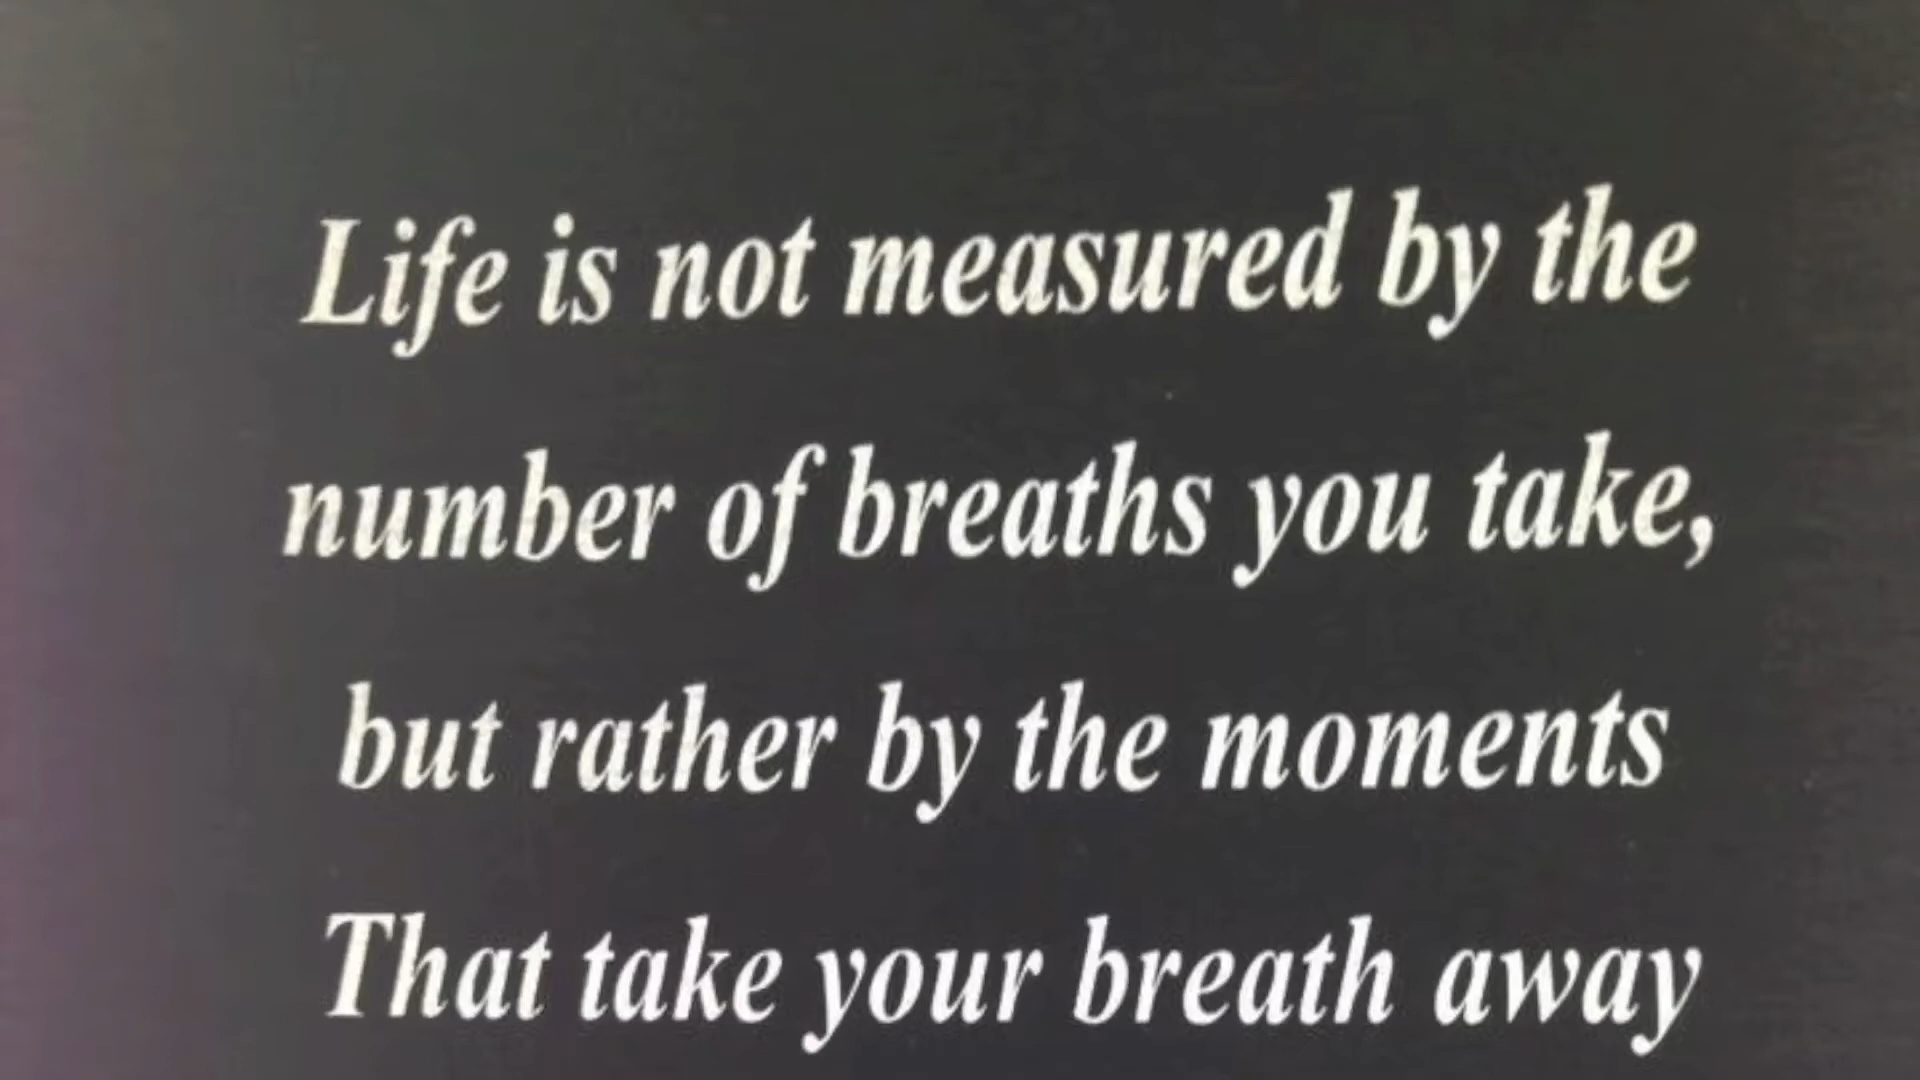 Life is not measured by the
number of breaths you take,
but rather by the moments
That take your breath away